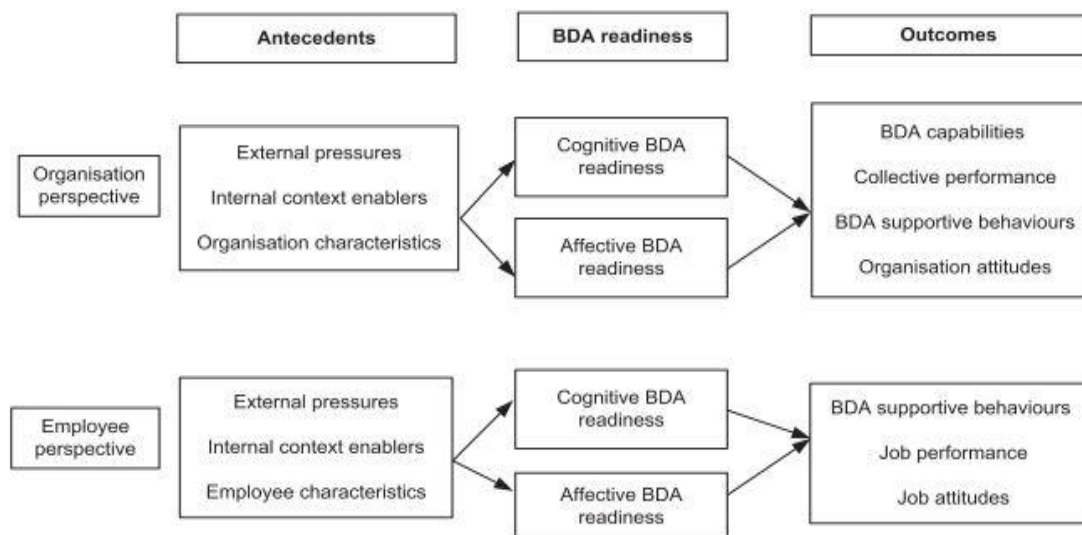 Antecedents
BDA readiness
Outcomes
Organisation
perspective
External pressures
Internal context enablers
Organisation characteristics
Cognitive BDA
readiness
Affective BDA
readiness
BDA capabilities
Collective performance
BDA supportive behaviours
Organisation attitudes
Employee
perspective
External pressures
Internal context enablers
Employee characteristics
Cognitive BDA
readiness
Affective BDA
readiness
BDA supportive behaviours
Job performance
Job attitudes